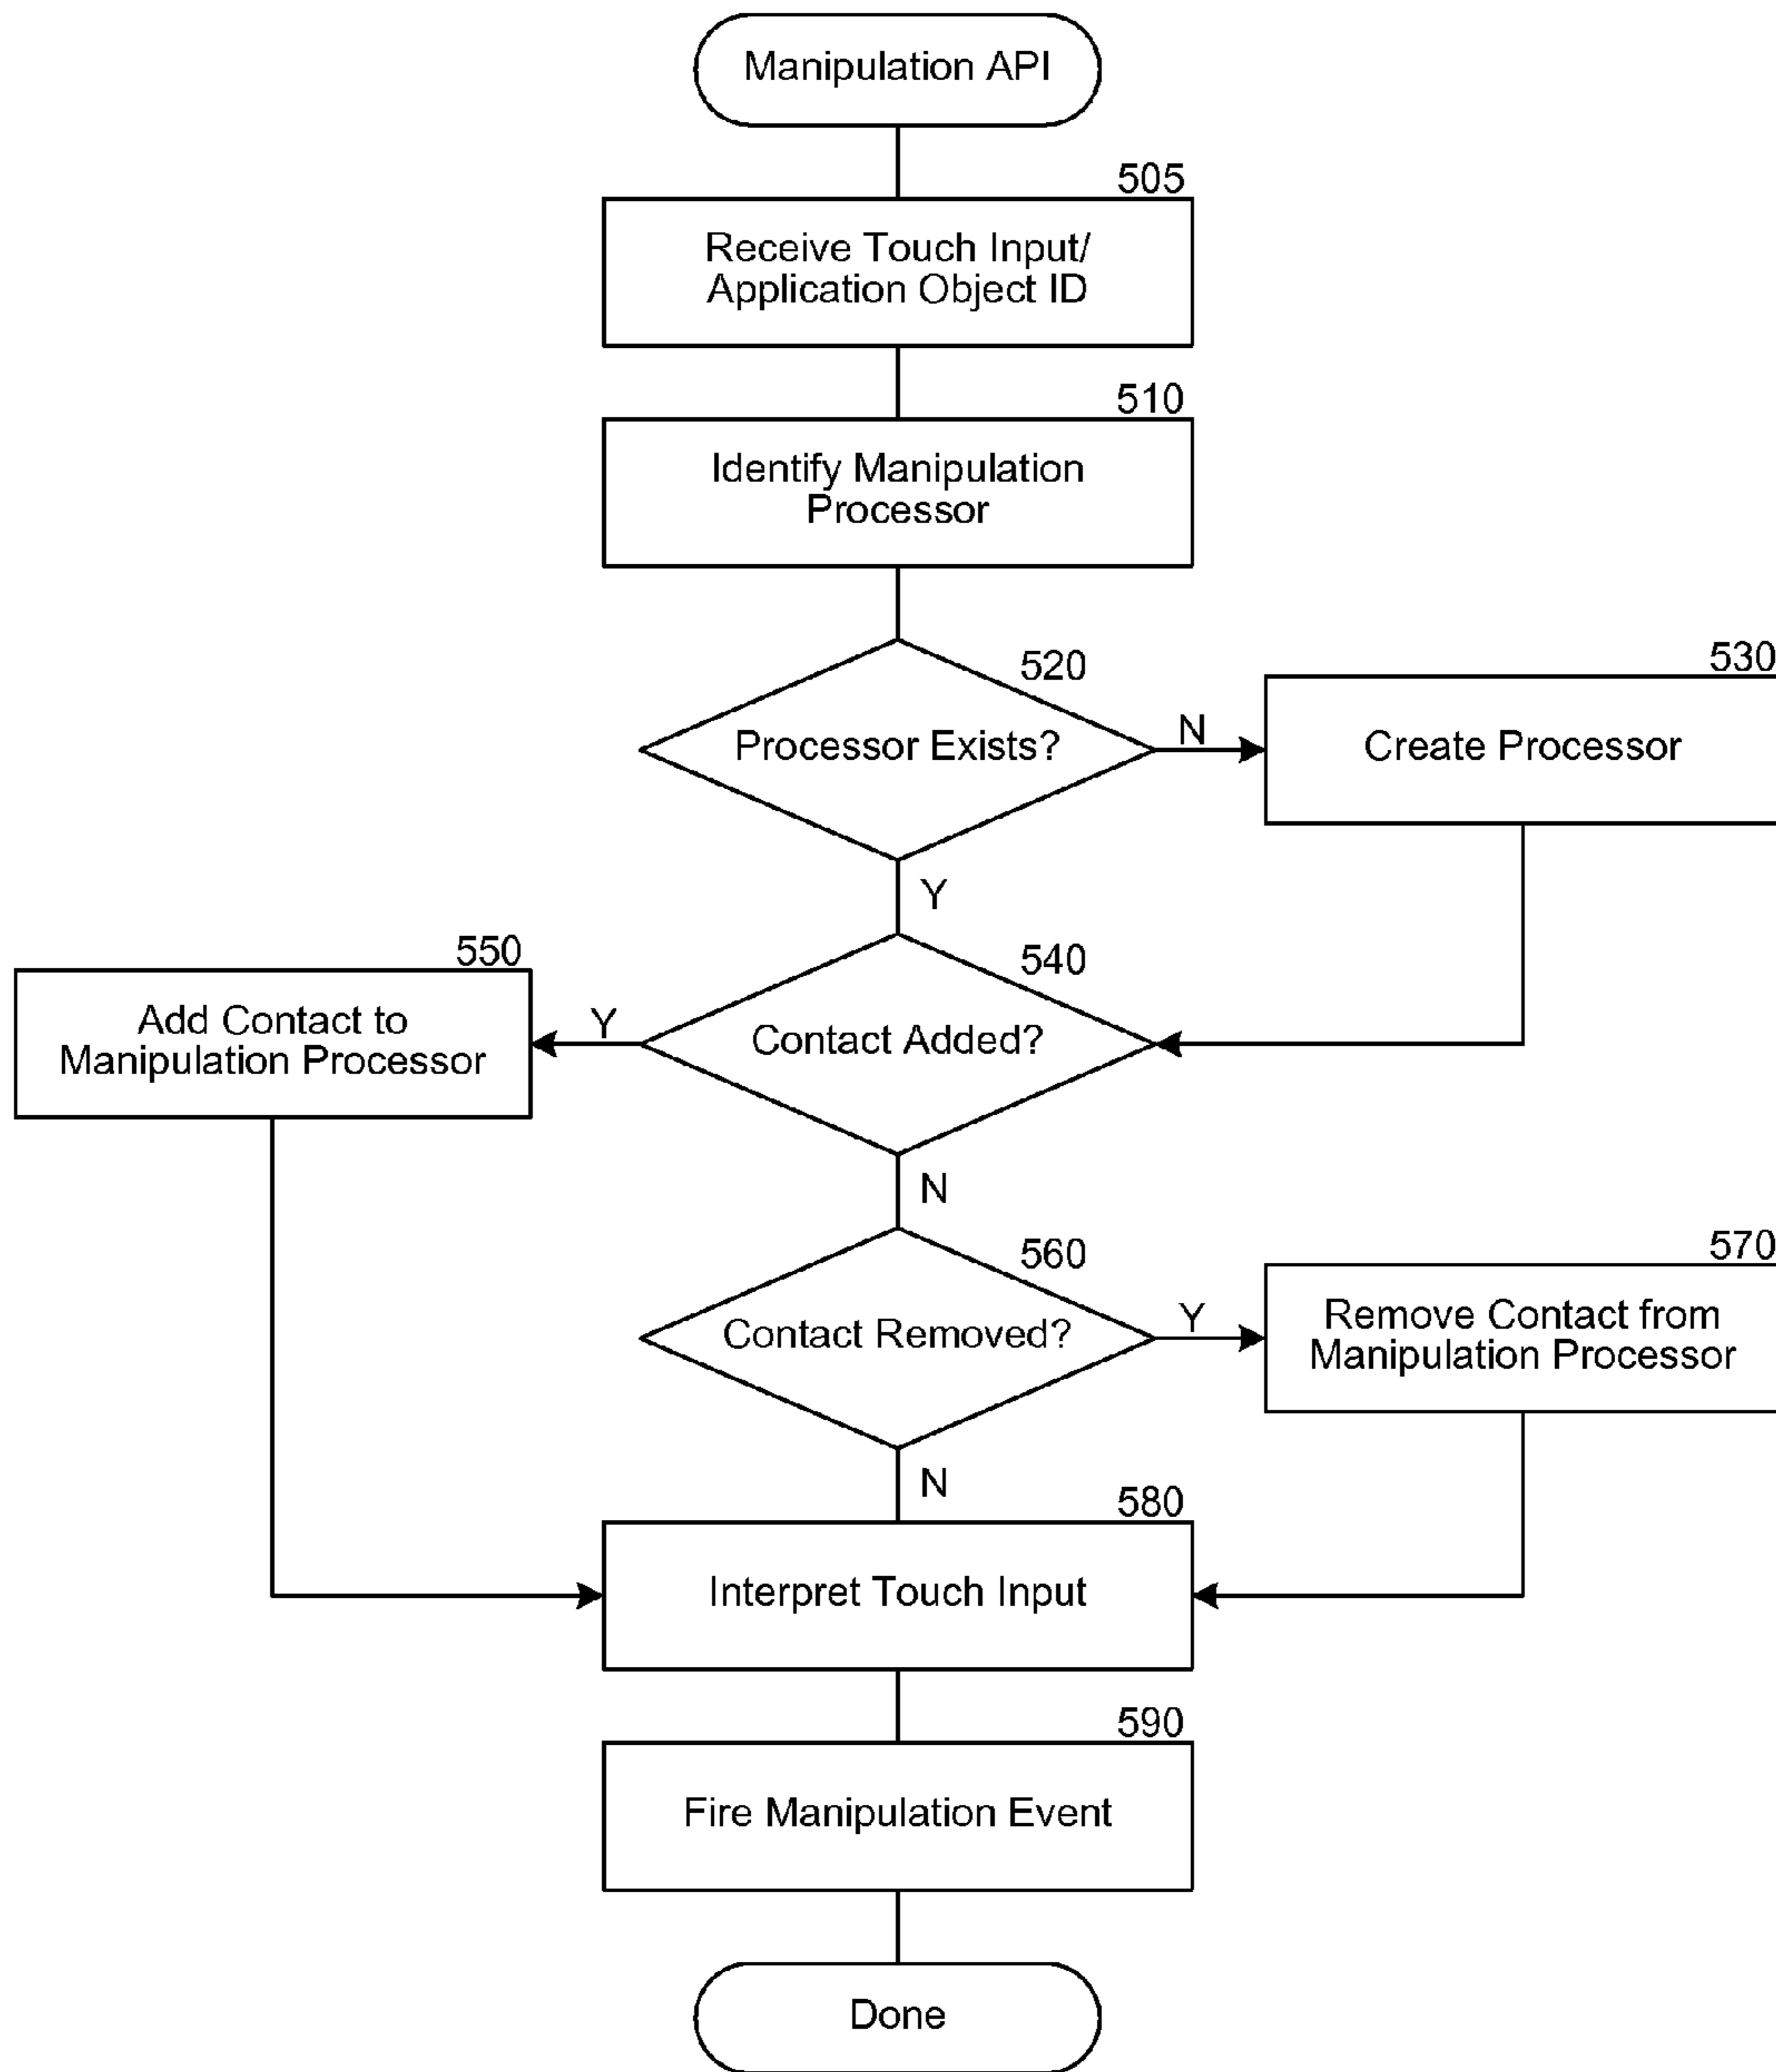 Manipulation API
505
Receive Touch Input/
Application Object ID
510
Identify Manipulation
Processor
520
Processor Exists?
N
530
Create Processor
Y
550
Add Contact to
Manipulation Processor
Y
540
Contact Added?
N
560
Contact Removed?
Y
570
Remove Contact from
Manipulation Processor
N
580
Interpret Touch Input
590
Fire Manipulation Event
Done